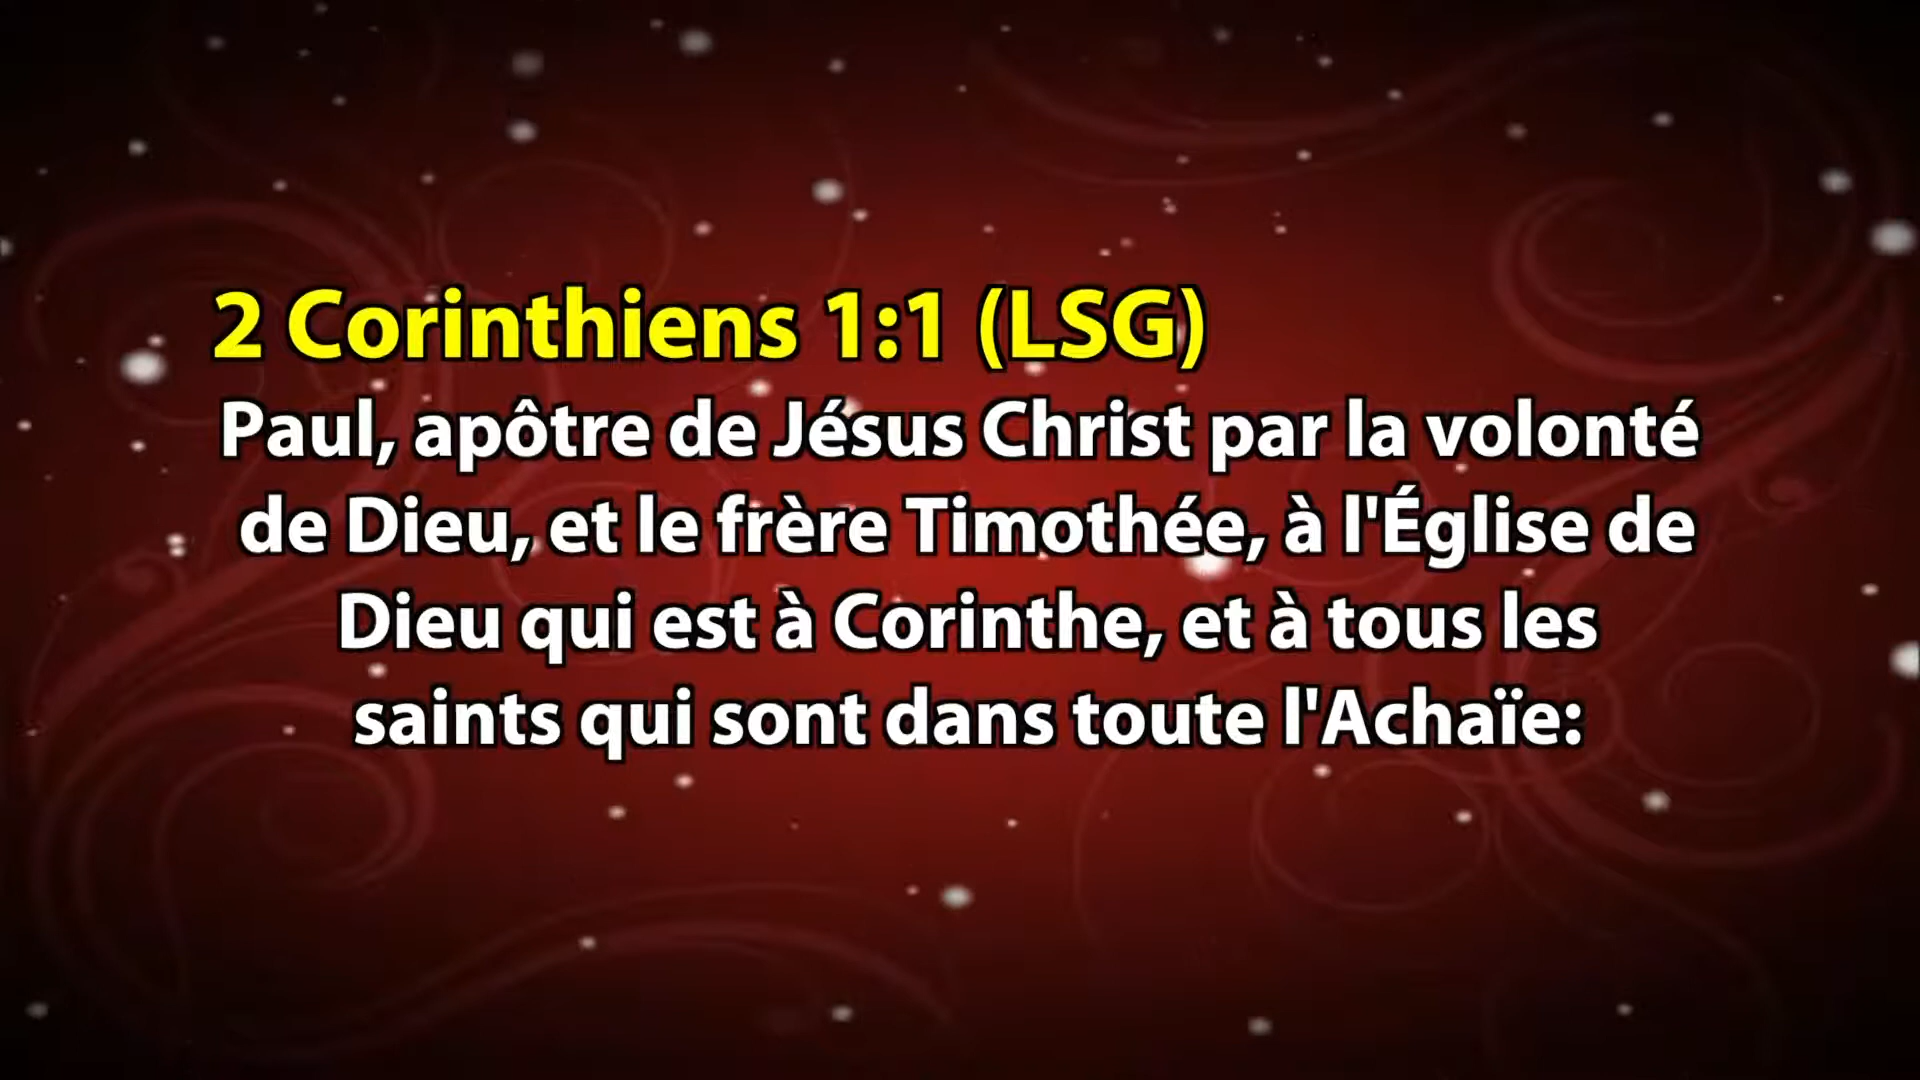 2 Corinthiens 1:1 (LSG)
Paul, apôtre de Jésus Christ par la volonté
de Dieu, et le frère Timothée, à l'Église de
Dieu qui est à Corinthe, et à tous les
saints qui sont dans toute l'Achaïe: